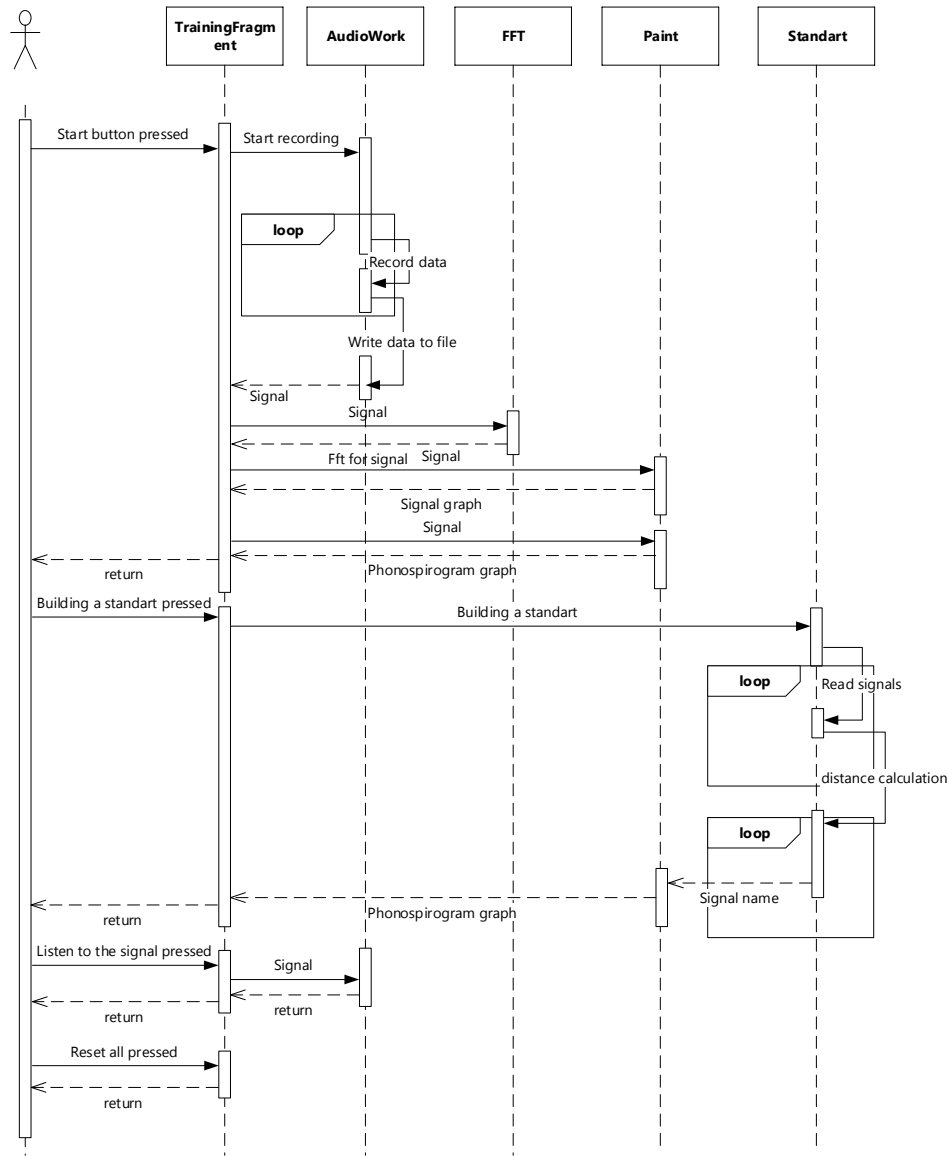 TrainingFragm
ent
AudioWork
FFT
Paint
Standart
Start button pressed
Start recording
loop
Record data
Write data to file
Signal
Signal
Signal
Fft for signal
Signal graph
Signal
Phonospirogram graph
return
Building a standart pressed
Building a standart
loop
Read signals
distance calculation
loop
Signal name
Phonospirogram graph
return
Listen to the signal pressed
Signal
return
return
Reset all pressed
return